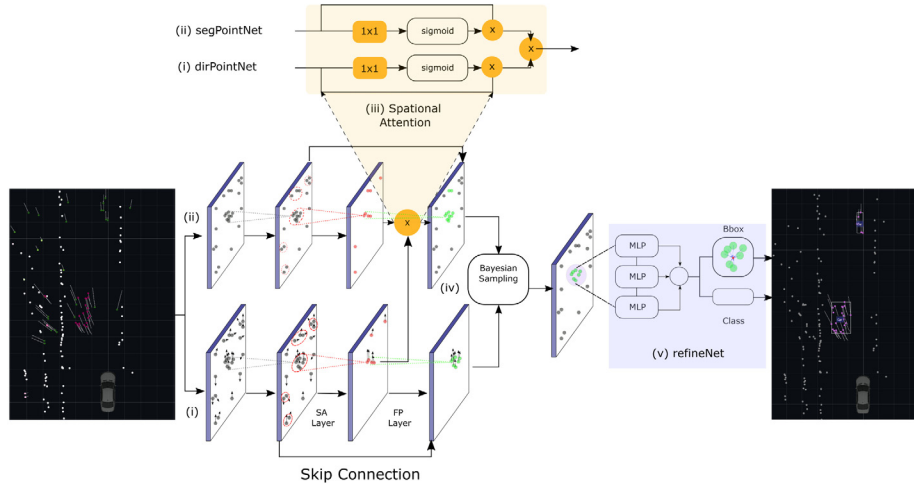 (ii) segPointNet
1x1
sigmoid
x
x
(i) dirPointNet
1x1
sigmoid
x
(iii) Spational
Attention
(ii)
x
(iv)
Bayesian
Sampling
MLP
MLP
MLP
Bbox
Class
(v) refineNet
(i)
SA
Layer
FP
Layer
Skip Connection